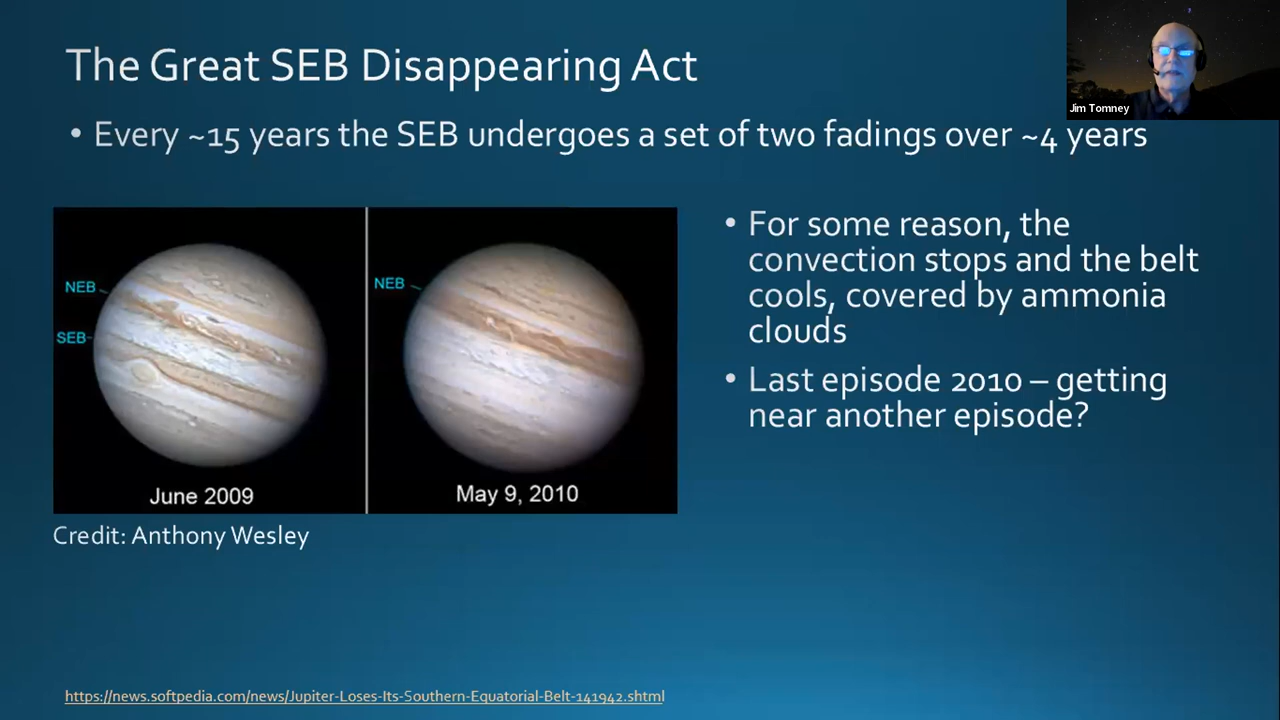 The Great SEB Disappearing Act
Jim Tomney
• Every ~15 years the SEB undergoes a set of two fadings over ~4 years
NEB
SEB
June 2009
NEB
May 9, 2010
Credit: Anthony Wesley
• For some reason, the
convection stops and the belt
cools, covered by ammonia
clouds
• Last episode 2010 – getting
near another episode?
https://news.softpedia.com/news/Jupiter-Loses-Its-Southern-Equatorial-Belt-141942.shtml